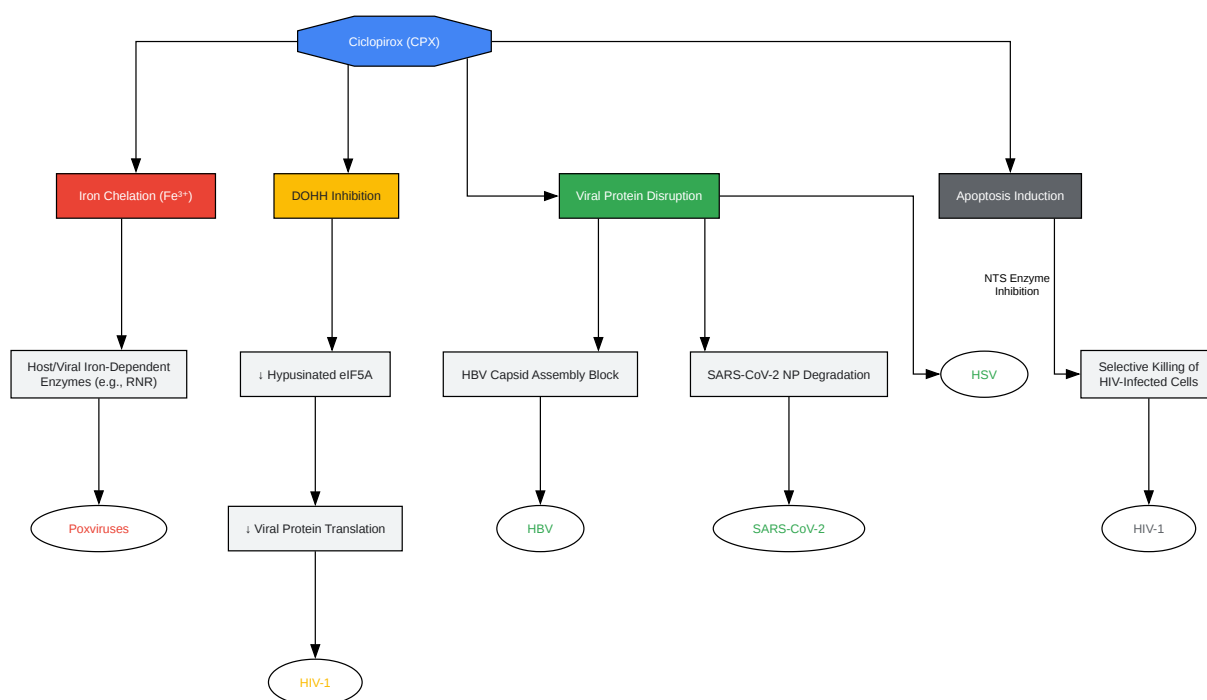 Ciclopirox (CPX)
Iron Chelation (Fe³⁺)
DOHH Inhibition
Viral Protein Disruption
Apoptosis Induction
NTS Enzyme
Inhibition
Host/Viral Iron-Dependent
Enzymes (e.g., RNR)
↓ Hypusinated eIF5A
HBV Capsid Assembly Block
SARS-CoV-2 NP Degradation
HSV
Selective Killing of
HIV-Infected Cells
Poxviruses
↓ Viral Protein Translation
HBV
SARS-CoV-2
HIV-1
HIV-1